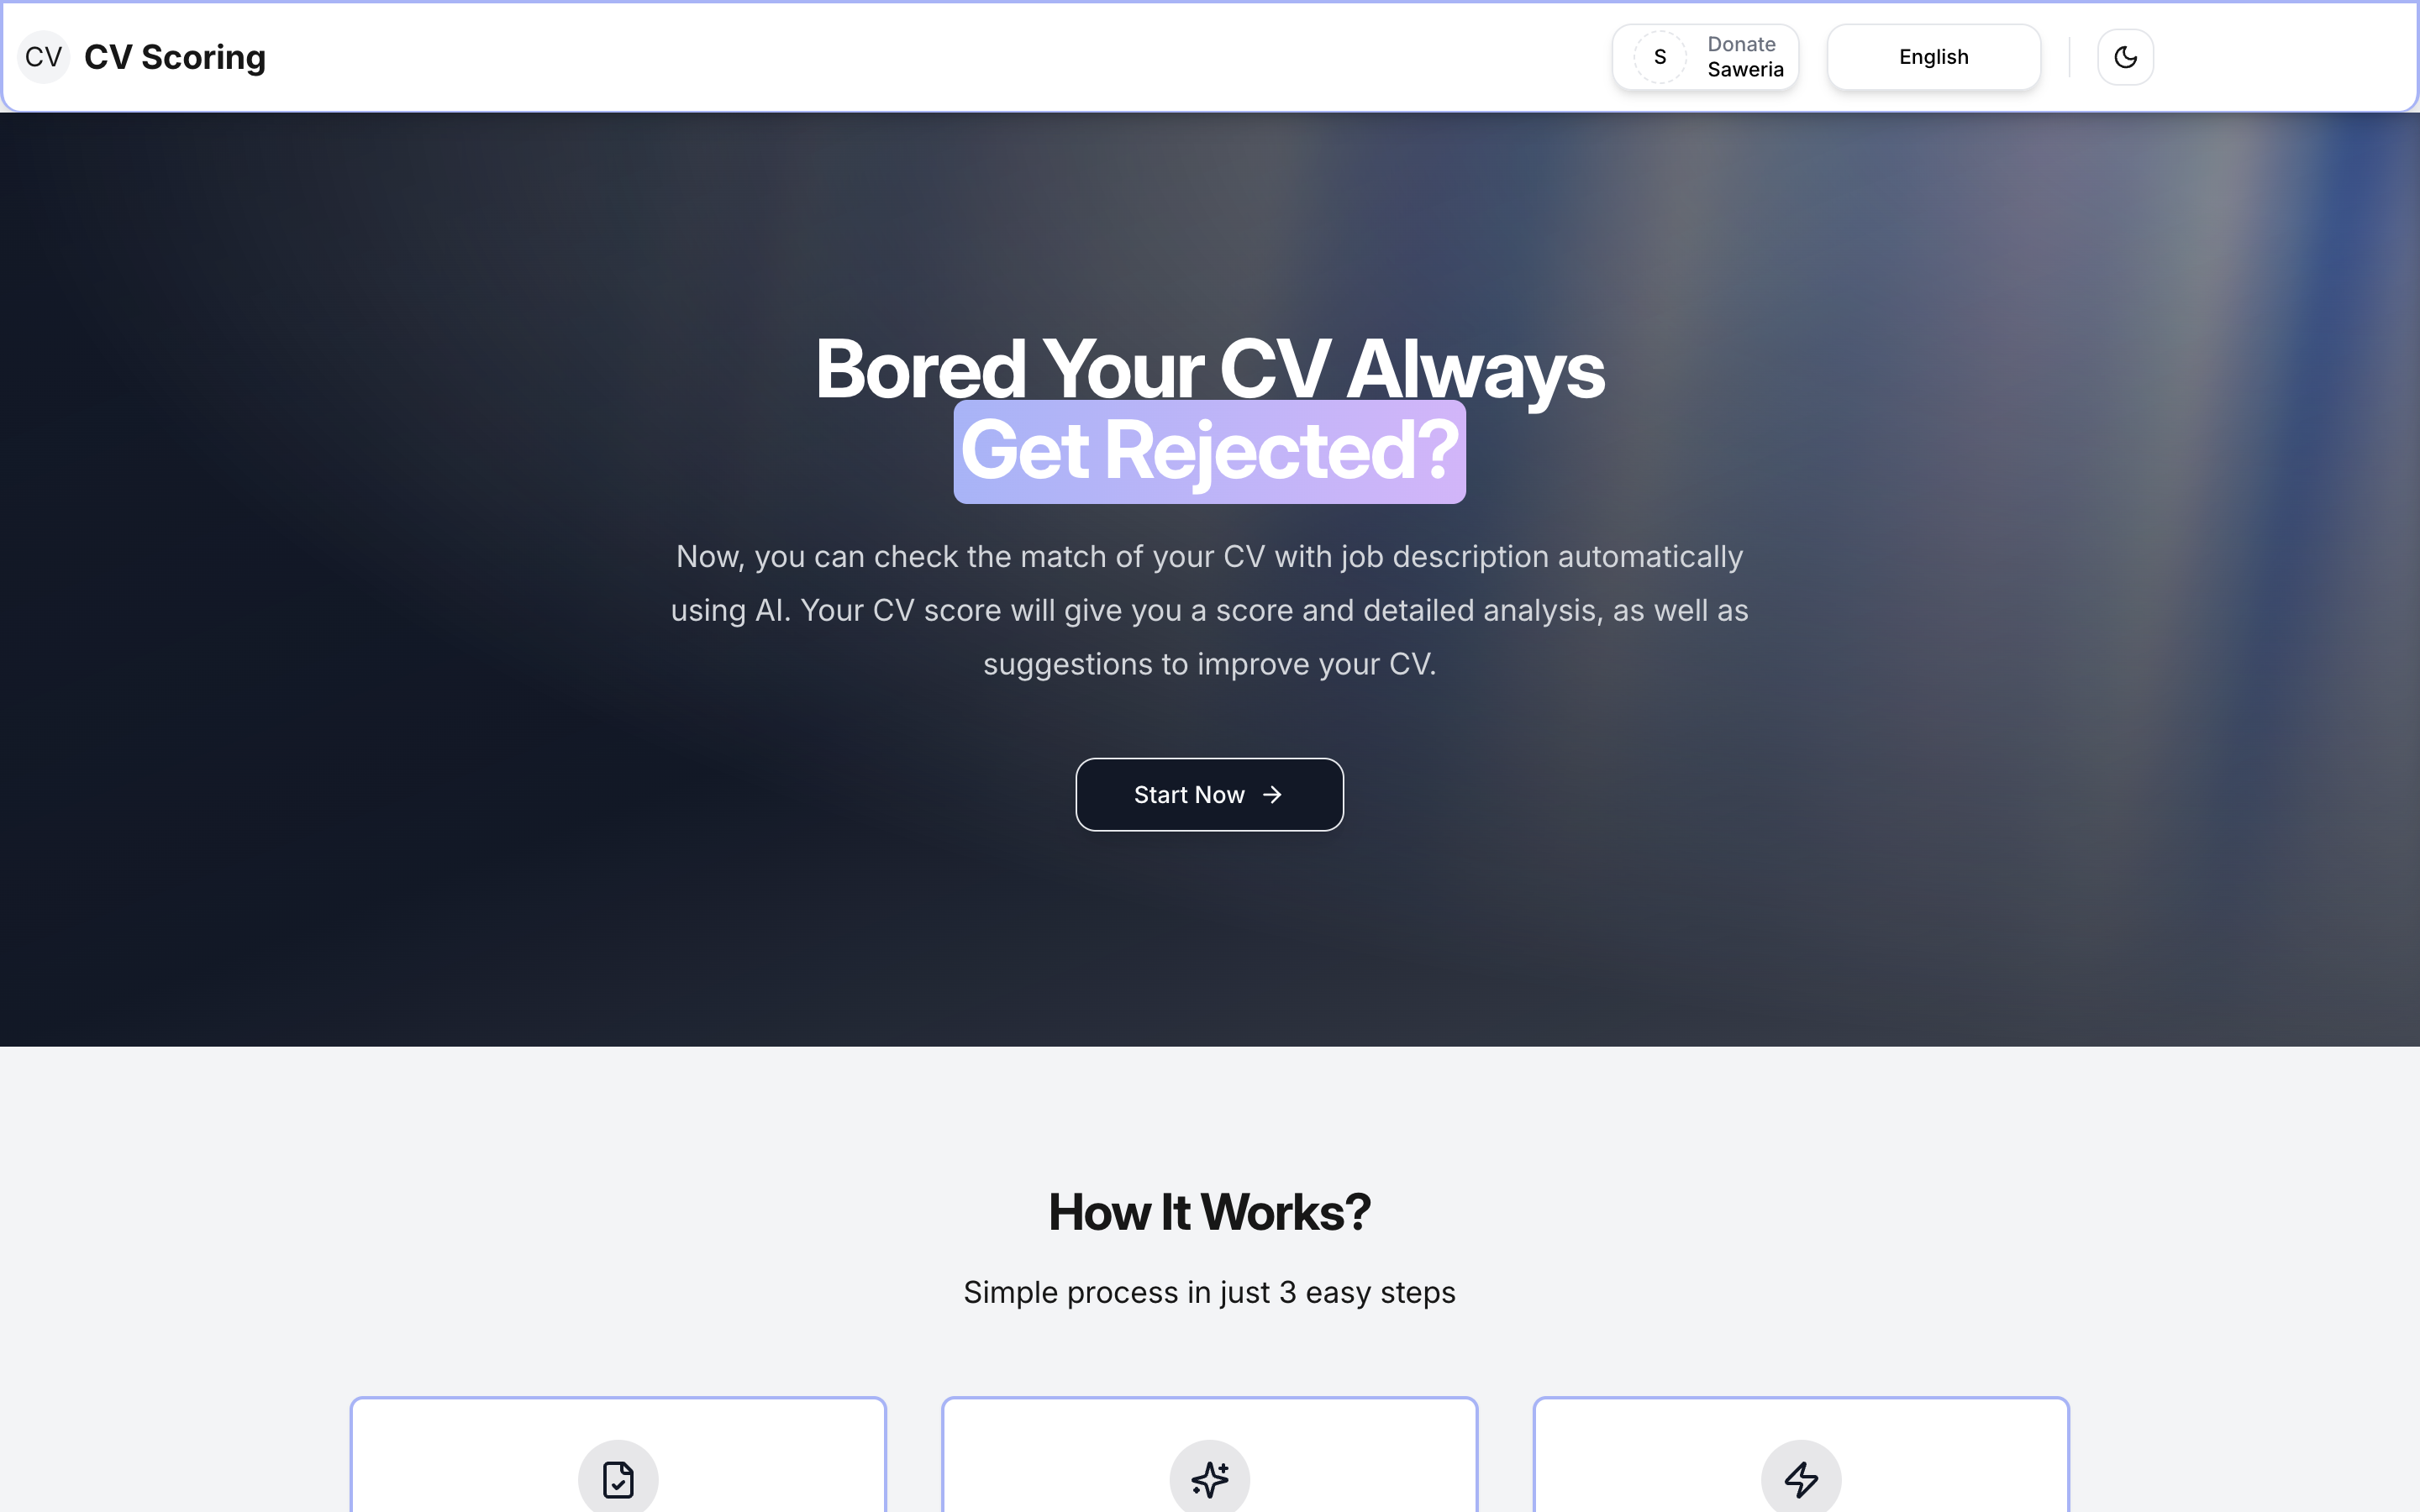 CV CV Scoring
S Donate Saweria
English
Bored Your CV Always
Get Rejected?
Now, you can check the match of your CV with job description automatically
using AI. Your CV score will give you a score and detailed analysis, as well as
suggestions to improve your CV.
Start Now
How It Works?
Simple process in just 3 easy steps